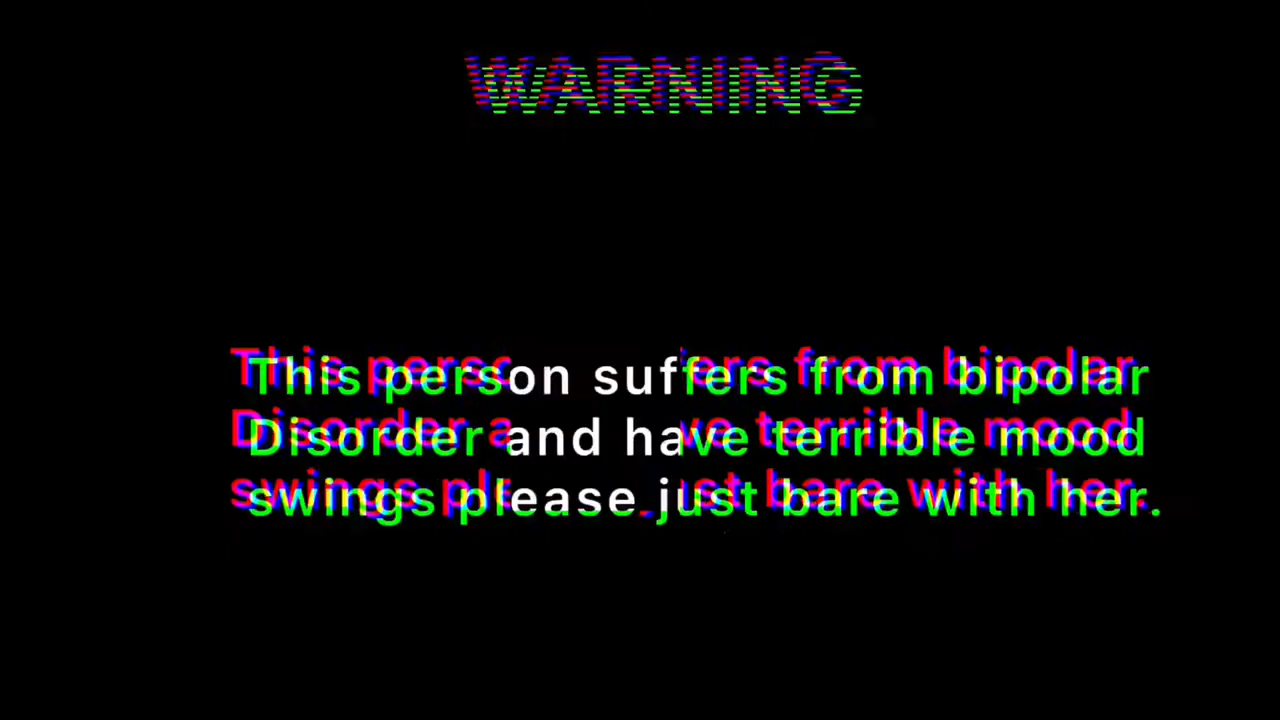 WARNING
This person suffers from bipolar
Disorder and have terrible mood
swings please just bare with her.